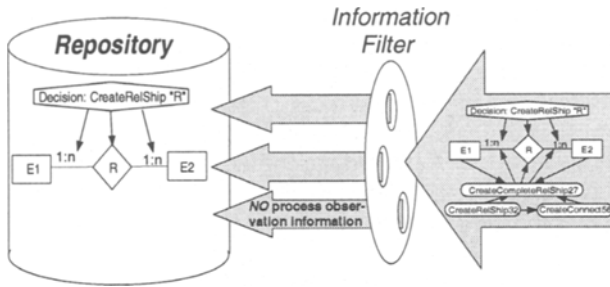 Repository
Decision: CreateRelShip "R"
E1
1:n
R
1:n
E2
Information
Filter
NO process obser-
vation information
Decision: CreateRelShip "R"
E1
1:n
R
1:n
E2
CreateCompleteRelShip27
CreateRelShip32
CreateConnect56